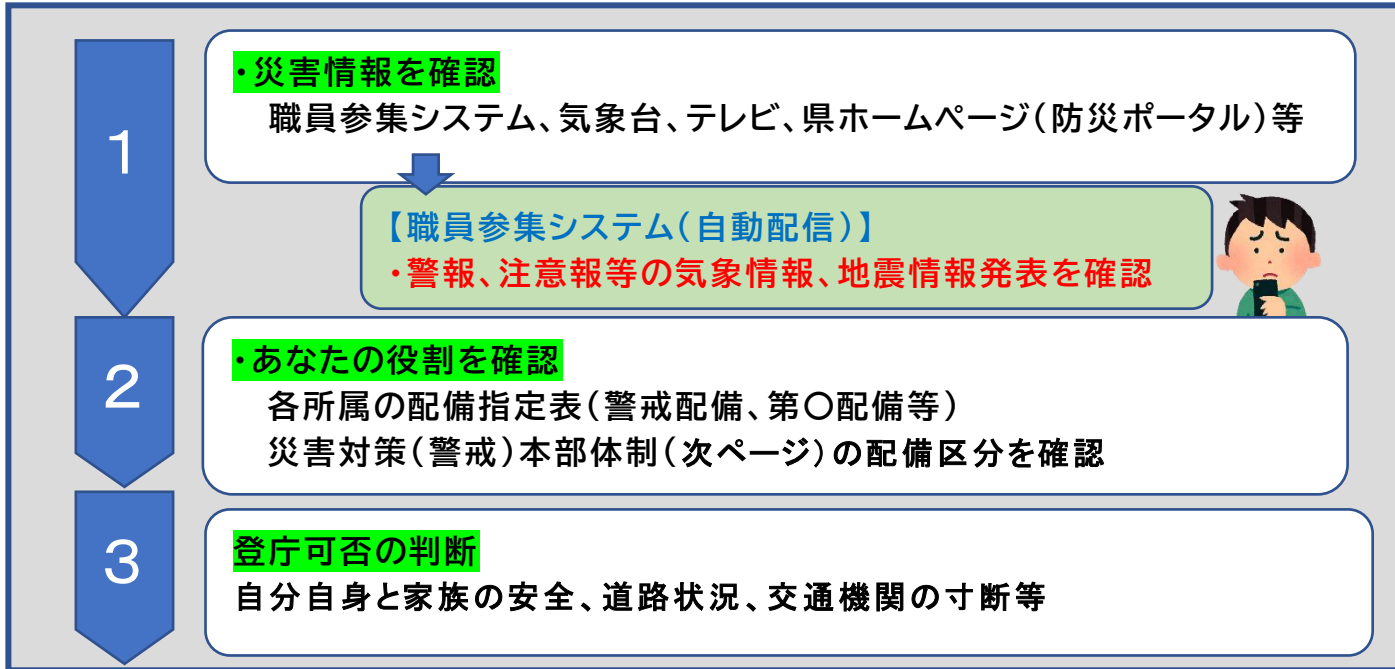 1
・災害情報を確認
職員参集システム、気象台、テレビ、県ホームページ(防災ポータル)等
【職員参集システム(自動配信)】
・警報、注意報等の気象情報、地震情報発表を確認
2
・あなたの役割を確認
各所属の配備指定表(警戒配備、第〇配備等)
災害対策(警戒)本部体制(次ページ)の配備区分を確認
3
登庁可否の判断
自分自身と家族の安全、道路状況、交通機関の寸断等